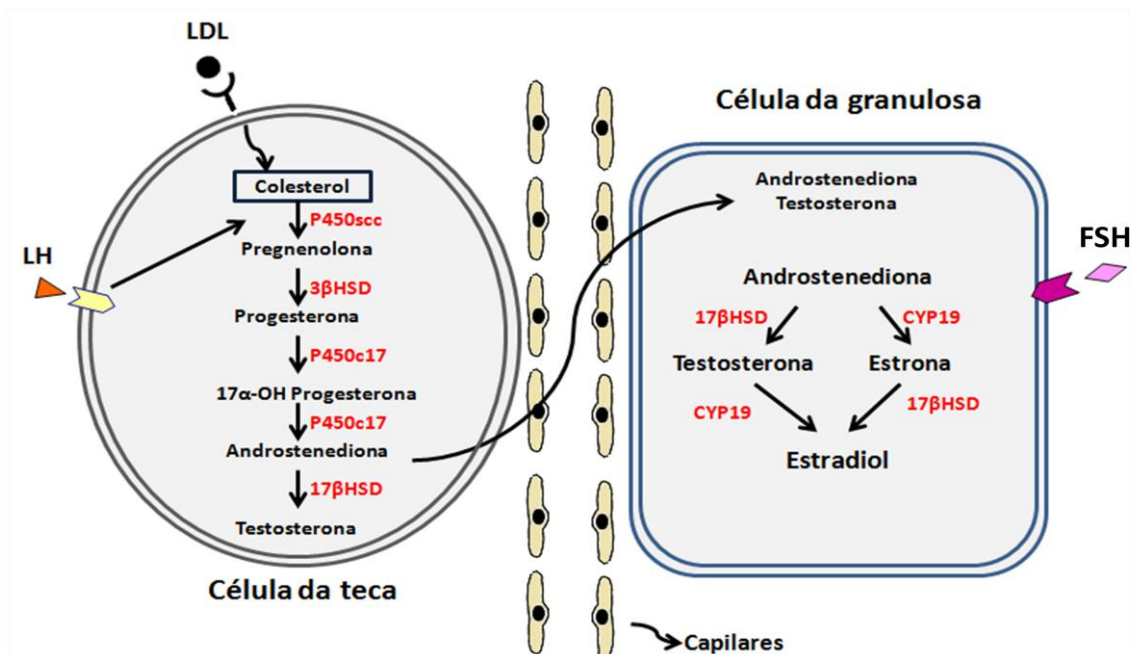 LDL
Colesterol
P450scc
Pregnenolona
LH
3βHSD
Progesterona
P450c17
17α-OH Progesterona
P450c17
Androstenediona
17βHSD
Testosterona
Célula da teca
Célula da granulosa
Androstenediona
Testosterona
FSH
Androstenediona
17βHSD
CYP19
Testosterona
Estrona
CYP19
17βHSD
Estradiol
Capilares